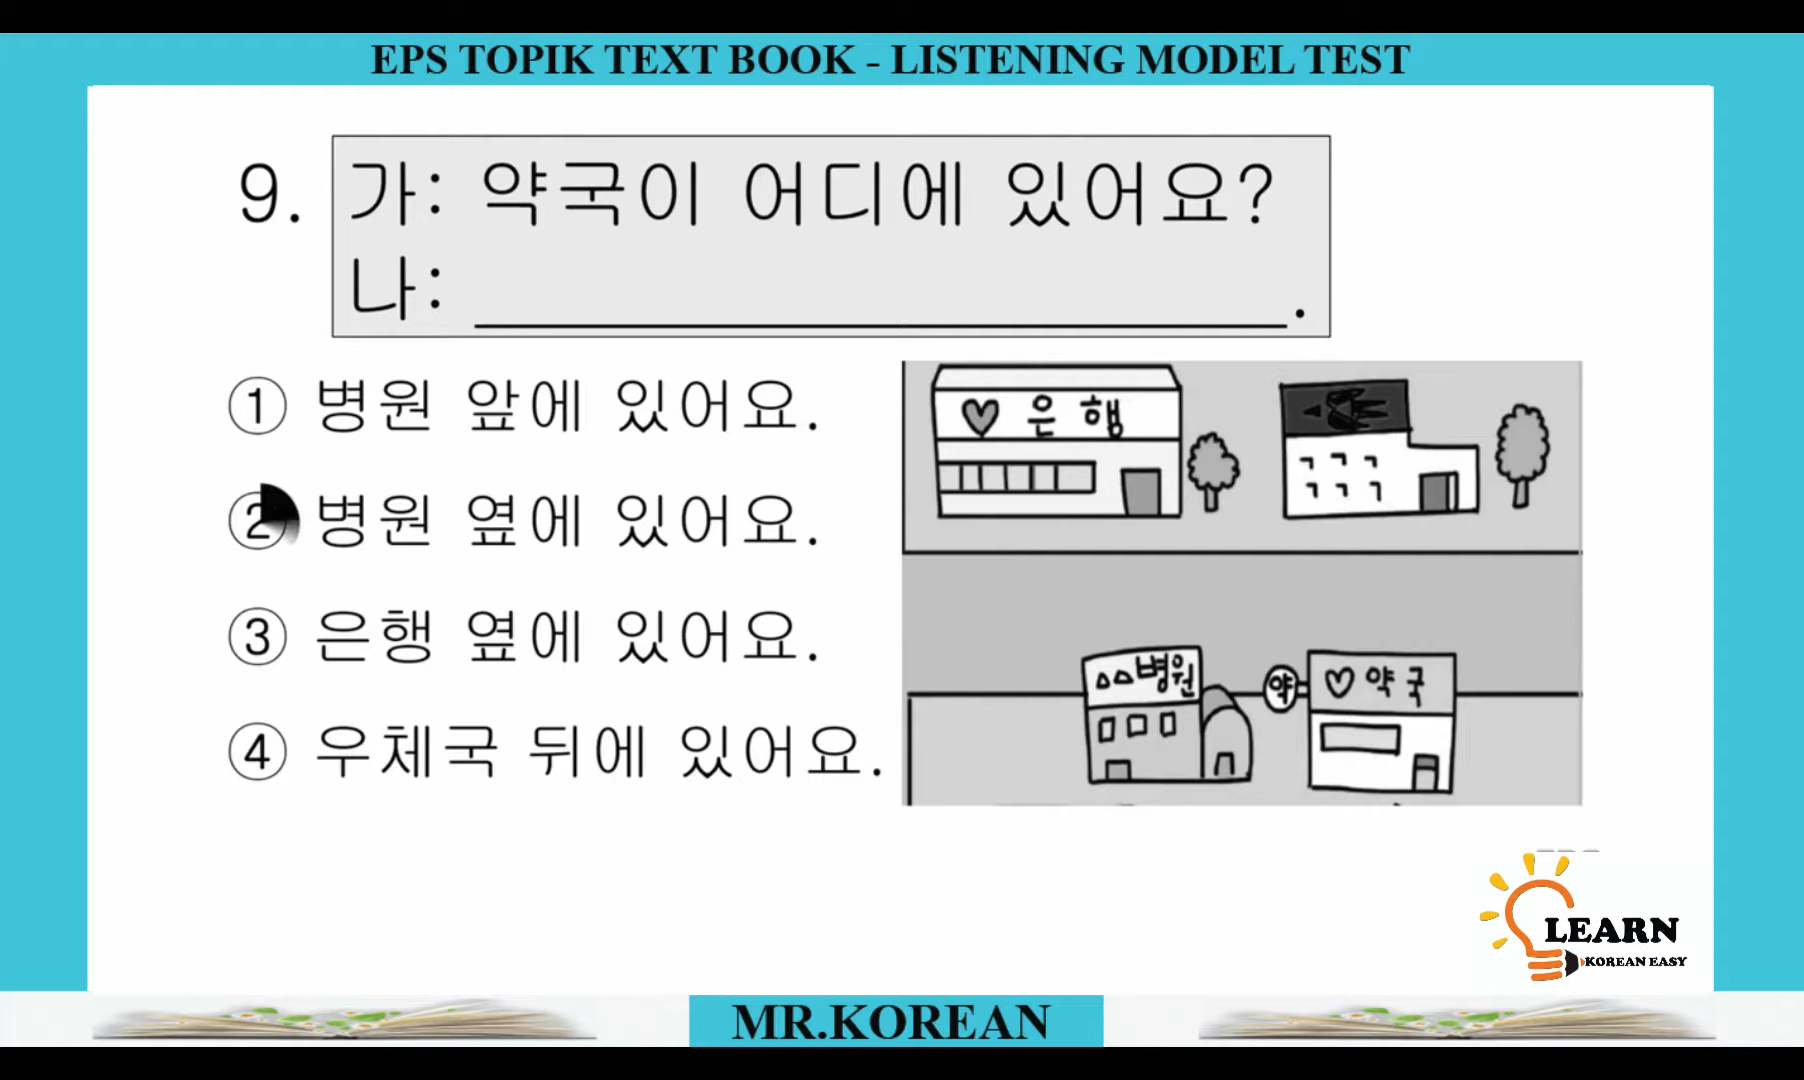 EPS TOPIK TEXT BOOK - LISTENING MODEL TEST
9. 가: 약국이 어디에 있어요?
나: ____________________.
① 병원 앞에 있어요.
② 병원 옆에 있어요.
③ 은행 옆에 있어요.
④ 우체국 뒤에 있어요.
은행
병원
약
약국
LEARN
KOREAN EASY
MR.KOREAN